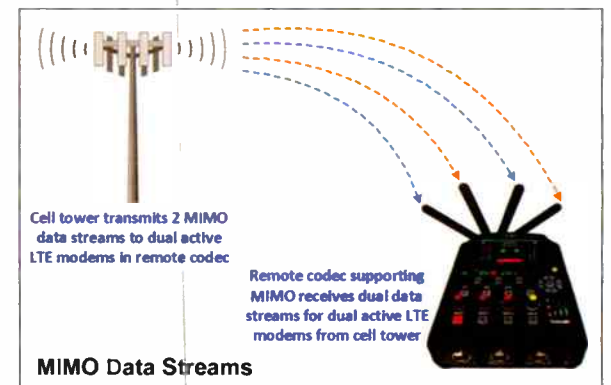 Cell tower transmits 2 MIMO
data streams to dual active
LTE modems in remote codec
Remote codec supporting
MIMO receives dual data
streams for dual active LTE
modems from cell tower
MIMO Data Streams